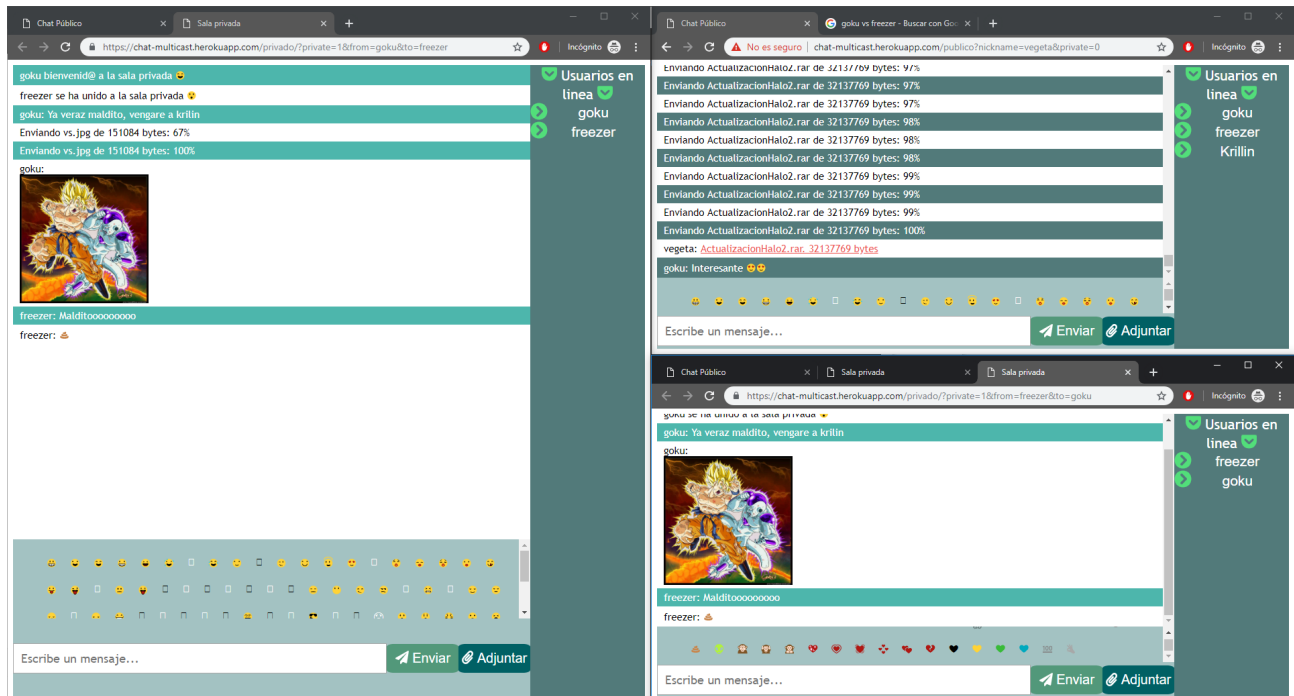 Chat Público
Sala privada
https://chat-multicast.herokuapp.com/privado/?private=1&from=goku&to=freezer
Incógnito
goku bienvenid@ a la sala privada 😀
freezer se ha unido a la sala privada 😮
goku: Ya veraz maldito, vengare a krilin
Enviando vs.jpg de 151084 bytes: 67%
Enviando vs.jpg de 151084 bytes: 100%
goku:
freezer: Malditooooooooo
freezer: 💩
Escribe un mensaje...
Enviar
Adjuntar
Usuarios en
linea
goku
freezer
Chat Público
goku vs freezer - Buscar con Goo
No es seguro
chat-multicast.herokuapp.com/publico?nickname=vegeta&private=0
Incógnito
Enviando ActualizacionHalo2.rar de 32137769 bytes: 97%
Enviando ActualizacionHalo2.rar de 32137769 bytes: 97%
Enviando ActualizacionHalo2.rar de 32137769 bytes: 97%
Enviando ActualizacionHalo2.rar de 32137769 bytes: 98%
Enviando ActualizacionHalo2.rar de 32137769 bytes: 98%
Enviando ActualizacionHalo2.rar de 32137769 bytes: 98%
Enviando ActualizacionHalo2.rar de 32137769 bytes: 99%
Enviando ActualizacionHalo2.rar de 32137769 bytes: 99%
Enviando ActualizacionHalo2.rar de 32137769 bytes: 99%
Enviando ActualizacionHalo2.rar de 32137769 bytes: 100%
vegeta: ActualizacionHalo2.rar. 32137769 bytes
goku: Interesante
Escribe un mensaje...
Enviar
Adjuntar
Usuarios en
linea
goku
freezer
Krillin
Chat Público
Sala privada
Sala privada
https://chat-multicast.herokuapp.com/privado/?private=1&from=freezer&to=goku
Incógnito
goku se ha unido a la sala privada
goku: Ya veraz maldito, vengare a krilin
goku:
freezer: Malditooooooooo
freezer: 💩
Escribe un mensaje...
Enviar
Adjuntar
Usuarios en
linea
freezer
goku